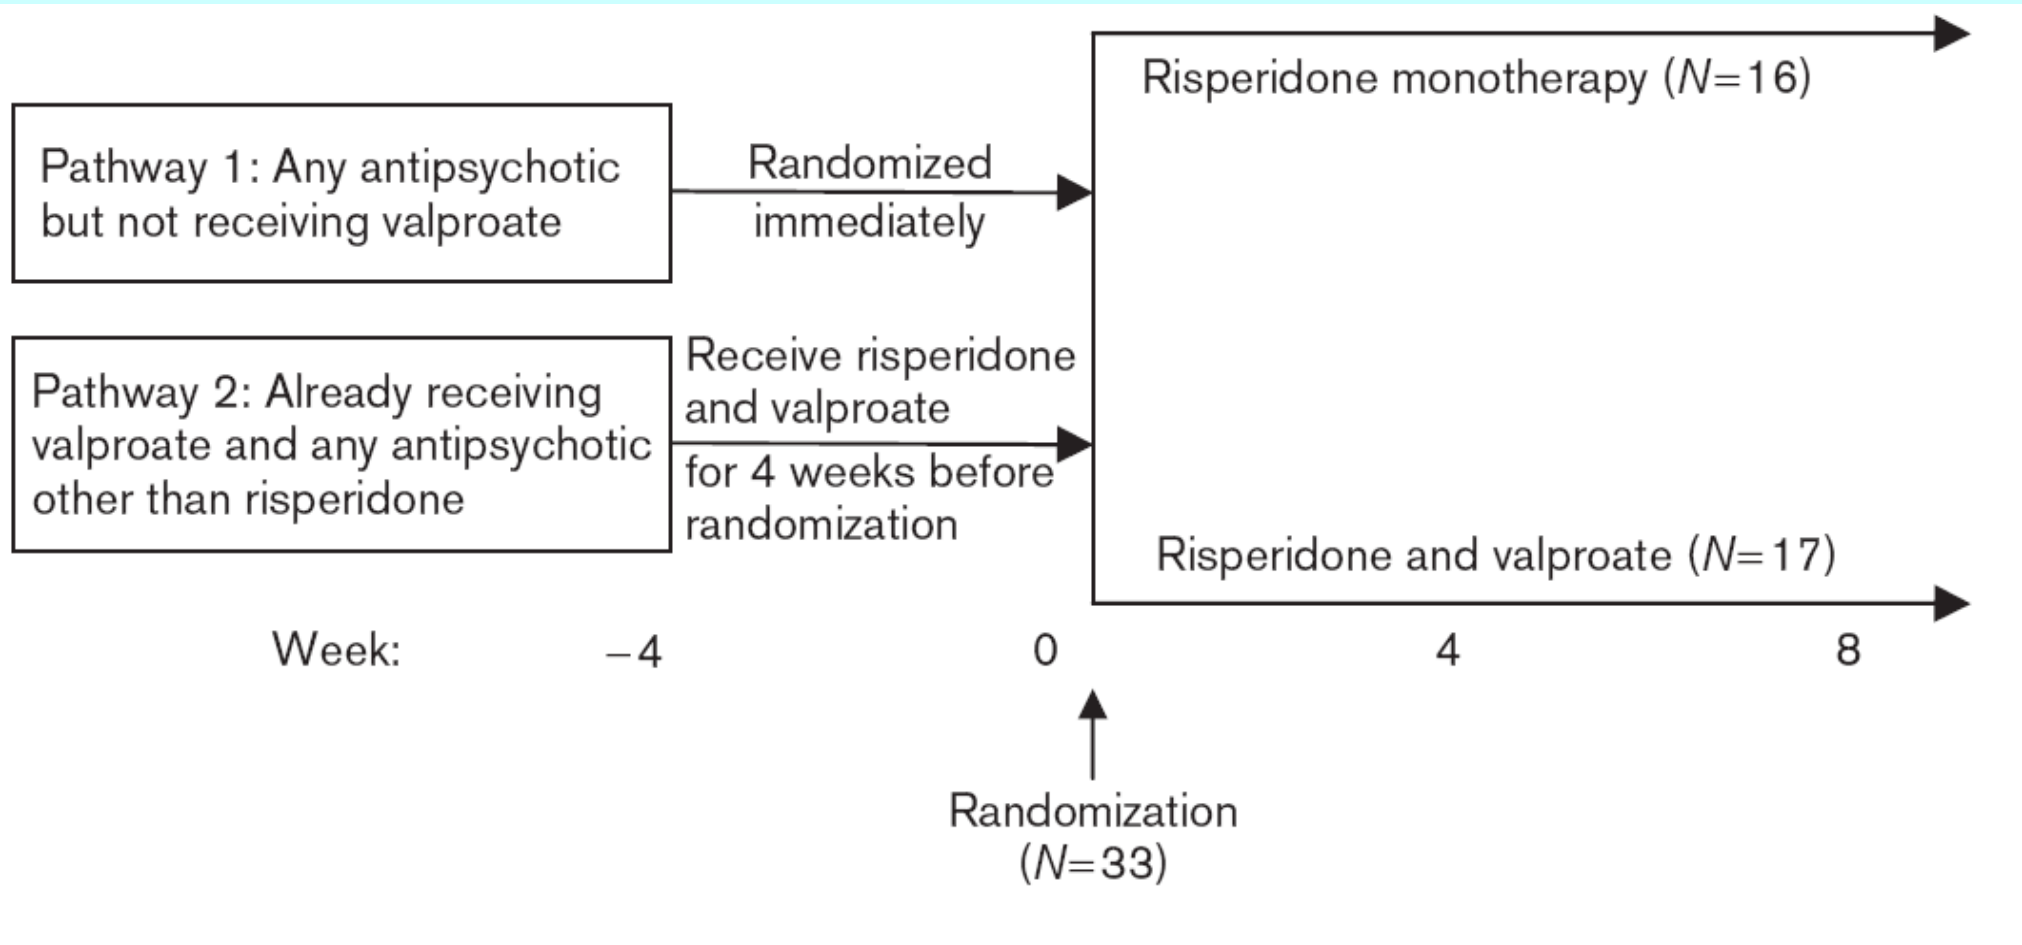 Risperidone monotherapy (N=16)
Pathway 1: Any antipsychotic
but not receiving valproate
Randomized
immediately
Pathway 2: Already receiving
valproate and any antipsychotic
other than risperidone
Receive risperidone
and valproate
for 4 weeks before
randomization
Risperidone and valproate (N=17)
Week: −4 0 4 8
Randomization
(N=33)